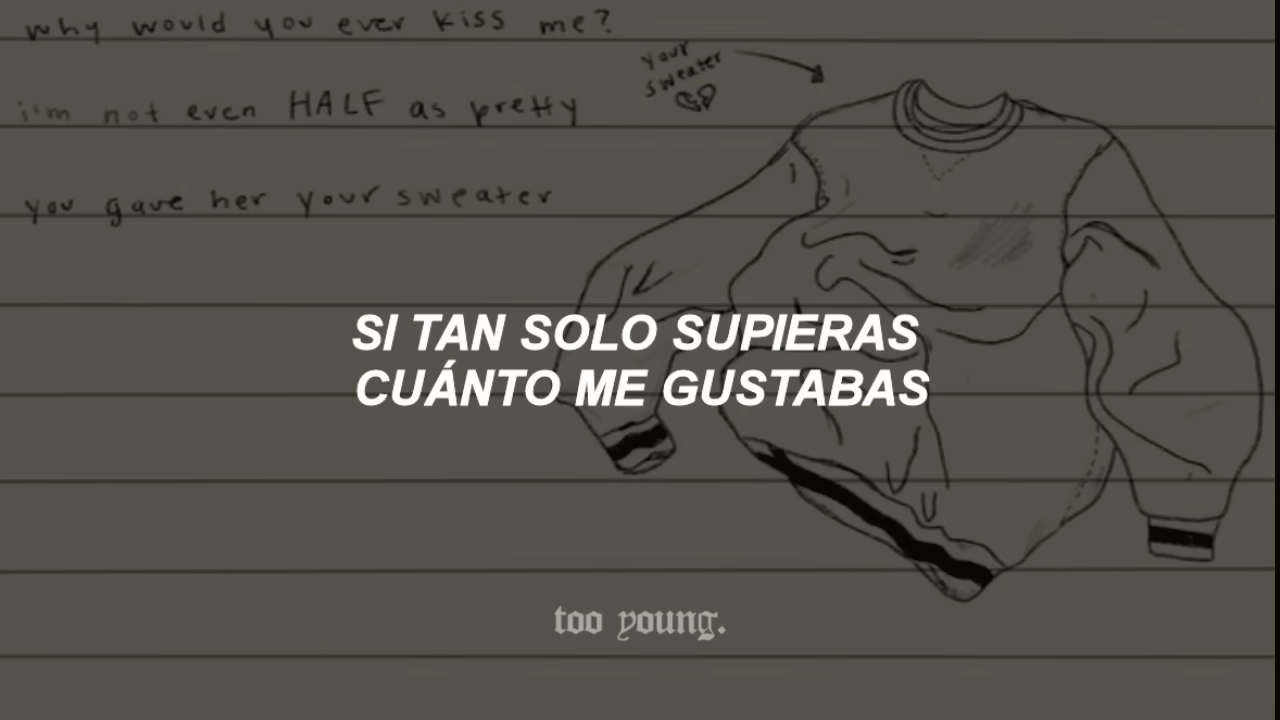 why would you ever kiss me?
i'm not even HALF as pretty
you gave her your sweater
your
sweater
SI TAN SOLO SUPIERAS
CUÁNTO ME GUSTABAS
too young.